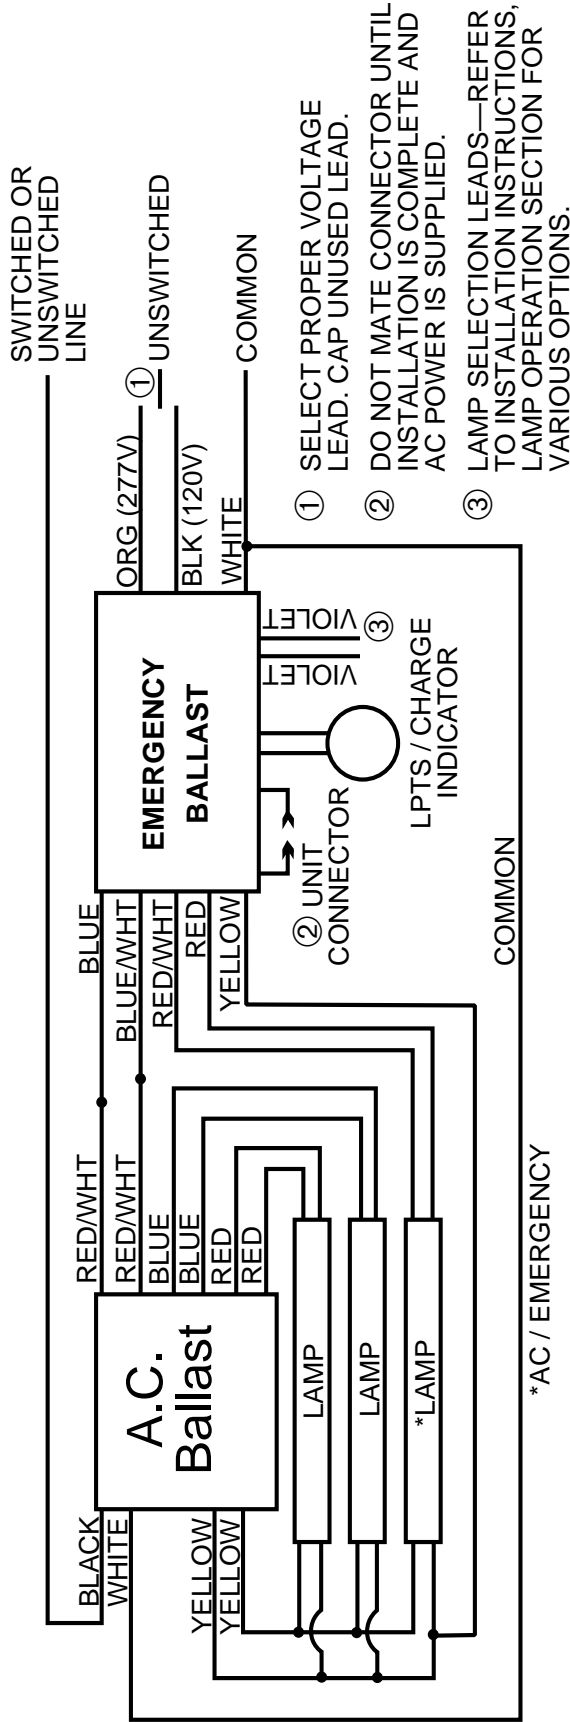 SWITCHED OR
UNSWITCHED
LINE
① UNSWITCHED
COMMON
ORG (277V)
BLK (120V)
WHITE
EMERGENCY
BALLAST
BLUE
BLUE/WHT
RED/WHT
RED
YELLOW
VIOLET
VIOLET
③
LPTS / CHARGE
INDICATOR
② UNIT
CONNECTOR
RED/WHT
RED/WHT
BLUE
BLUE
RED
RED
A.C.
Ballast
BLACK
WHITE
YELLOW
YELLOW
LAMP
LAMP
*LAMP
COMMON
*AC / EMERGENCY
① SELECT PROPER VOLTAGE
LEAD. CAP UNUSED LEAD.
② DO NOT MATE CONNECTOR UNTIL
INSTALLATION IS COMPLETE AND
AC POWER IS SUPPLIED.
③ LAMP SELECTION LEADS—REFER
TO INSTALLATION INSTRUCTIONS,
LAMP OPERATION SECTION FOR
VARIOUS OPTIONS.